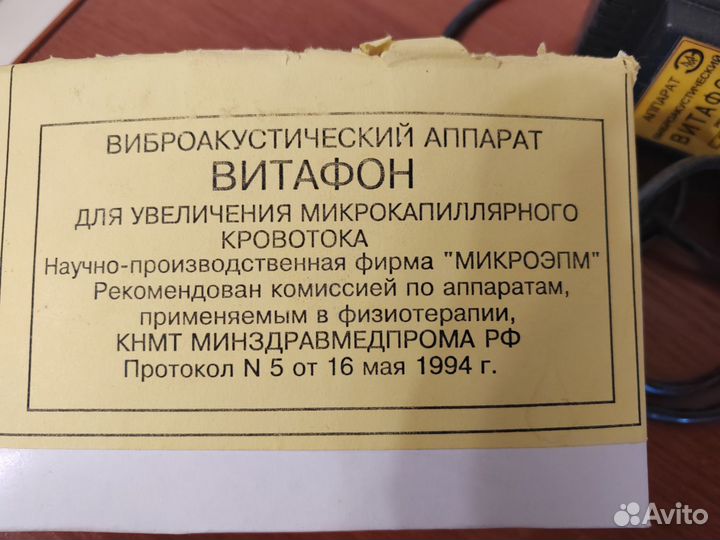 ВИБРОАКУСТИЧЕСКИЙ АППАРАТ
ВИТАФОН
ДЛЯ УВЕЛИЧЕНИЯ МИКРОКАПИЛЛЯРНОГО
КРОВОТОКА
Научно-производственная фирма "МИКРОЭПМ"
Рекомендован комиссией по аппаратам,
применяемым в физиотерапии,
КНМТ МИНЗДРАВМЕДПРОМА РФ
Протокол N 5 от 16 мая 1994 г.
АППАРАТ
ВИБРОАКУСТИЧЕСКИЙ
Avito